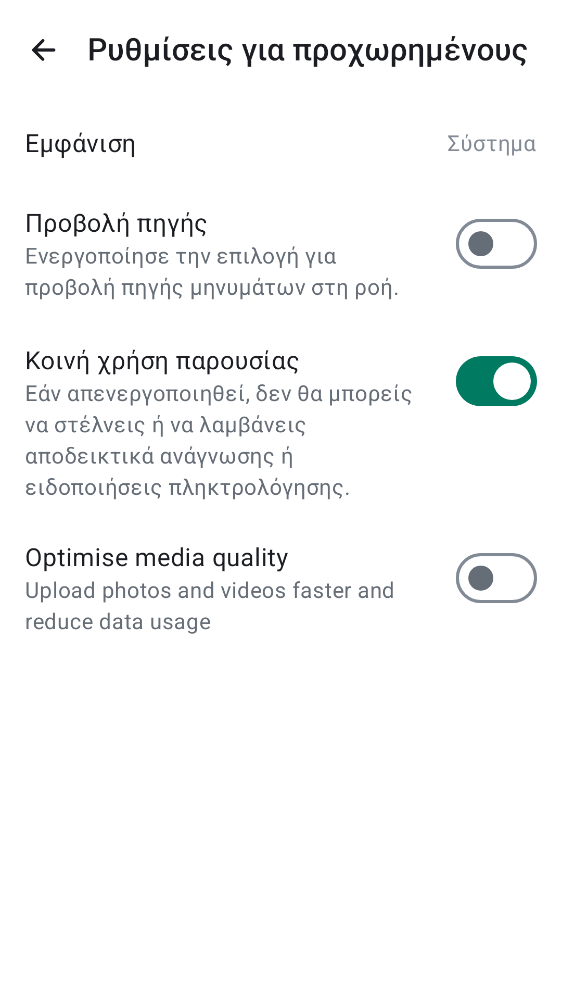 Ρυθμίσεις για προχωρημένους
Εμφάνιση
Σύστημα
Προβολή πηγής
Ενεργοποίησε την επιλογή για
προβολή πηγής μηνυμάτων στη ροή.
Κοινή χρήση παρουσίας
Εάν απενεργοποιηθεί, δεν θα μπορείς
να στέλνεις ή να λαμβάνεις
αποδεικτικά ανάγνωσης ή
ειδοποιήσεις πληκτρολόγησης.
Optimise media quality
Upload photos and videos faster and
reduce data usage